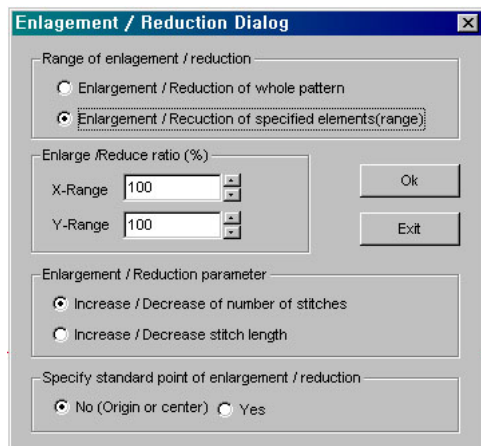 Enlagement / Reduction Dialog
Range of enlagement / reduction
Enlargement / Reduction of whole pattern
Enlargement / Recuction of specified elements(range)
Enlarge /Reduce ratio (%)
X-Range 100
Ok
Y-Range 100
Exit
Enlargement / Reduction parameter
Increase / Decrease of number of stitches
Increase / Decrease stitch length
Specify standard point of enlargement / reduction
No (Origin or center) Yes